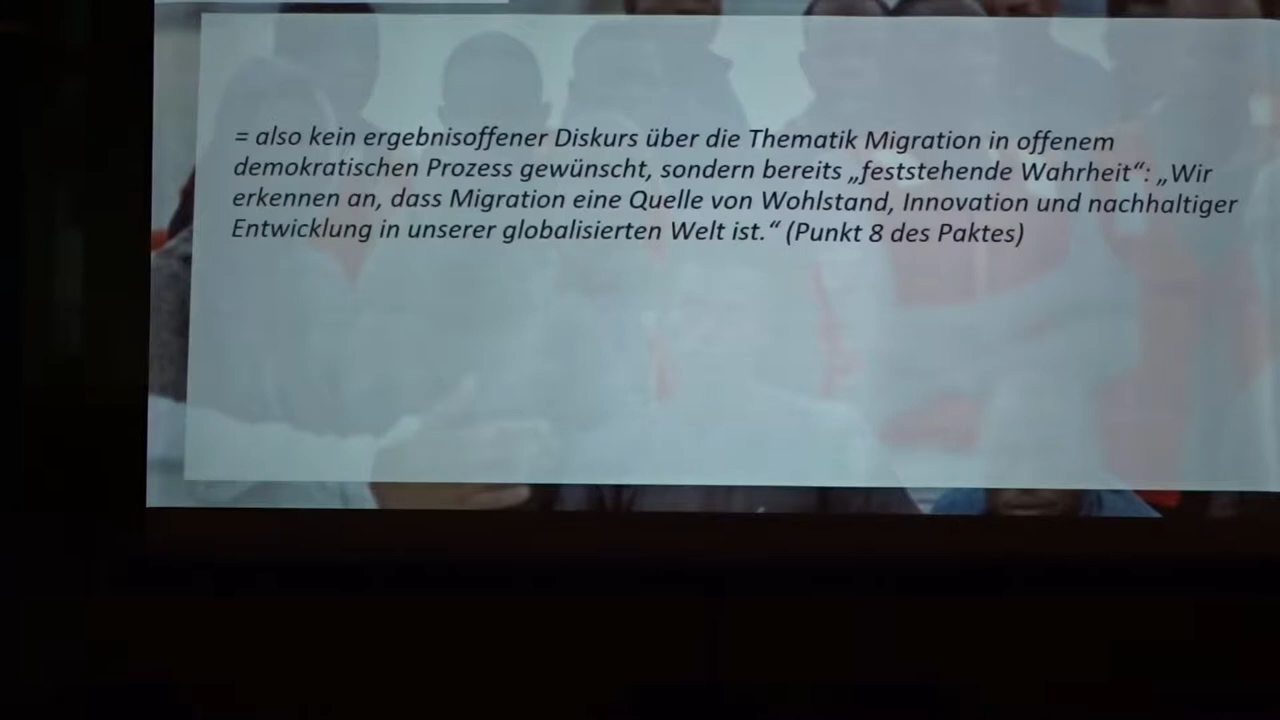 = also kein ergebnisoffener Diskurs über die Thematik Migration in offenem
demokratischen Prozess gewünscht, sondern bereits „feststehende Wahrheit“: „Wir
erkennen an, dass Migration eine Quelle von Wohlstand, Innovation und nachhaltiger
Entwicklung in unserer globalisierten Welt ist.“ (Punkt 8 des Paktes)